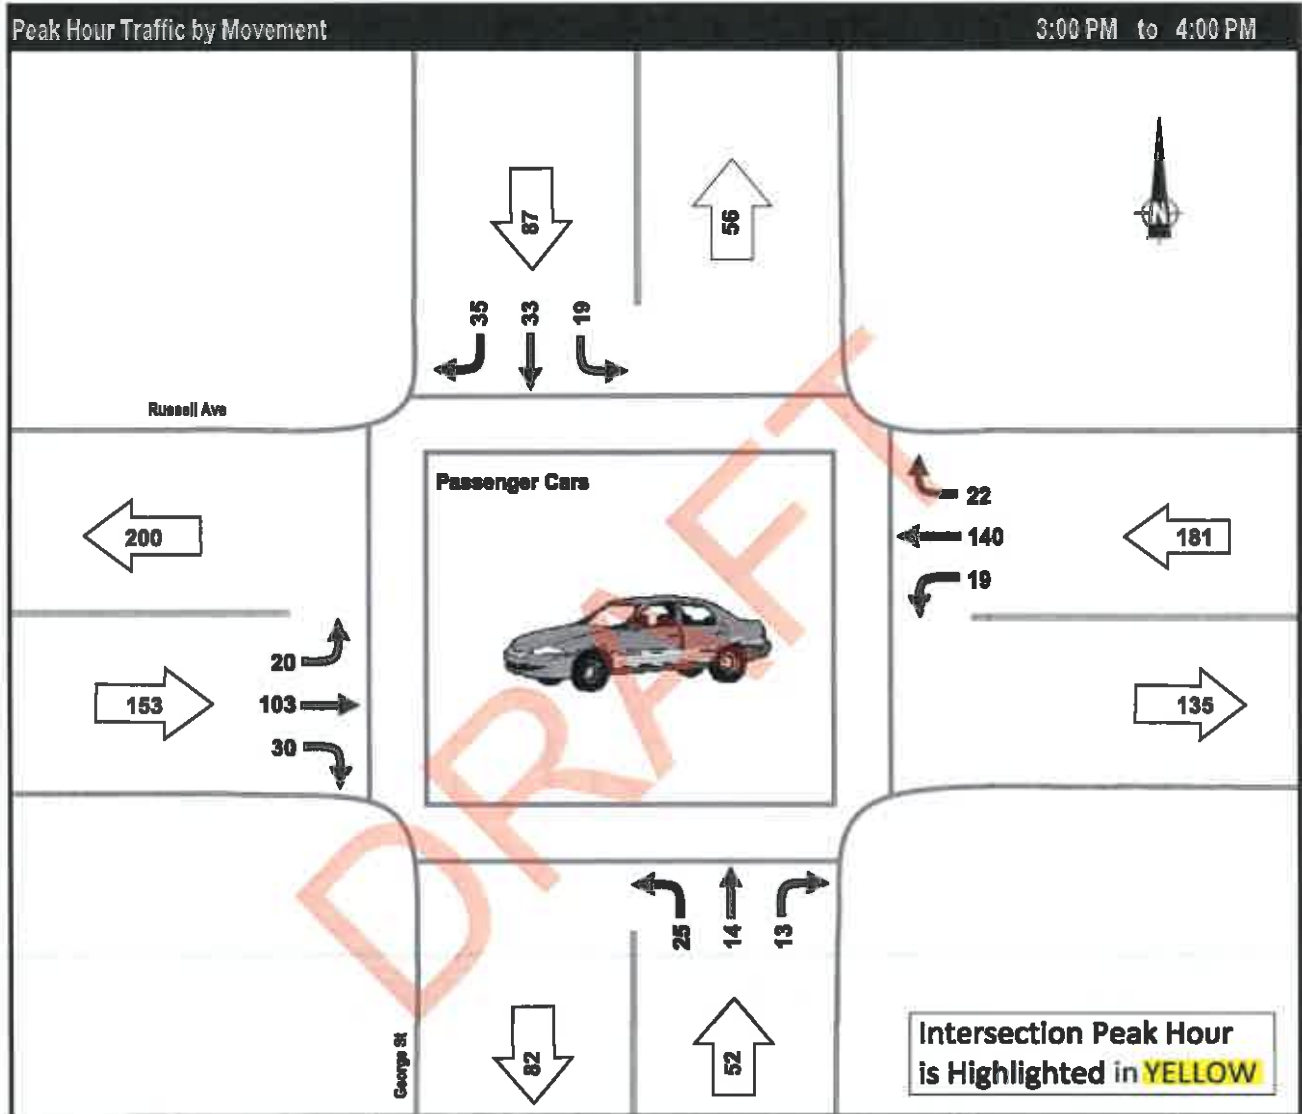 Peak Hour Traffic by Movement 3:00 PM to 4:00 PM
87
56
N
35 33 19
Russell Ave
Passenger Cars
22
200
140
181
19
20
153
103
135
30
DRAFT
25 14 13
George St
82
52
Intersection Peak Hour
is Highlighted in YELLOW